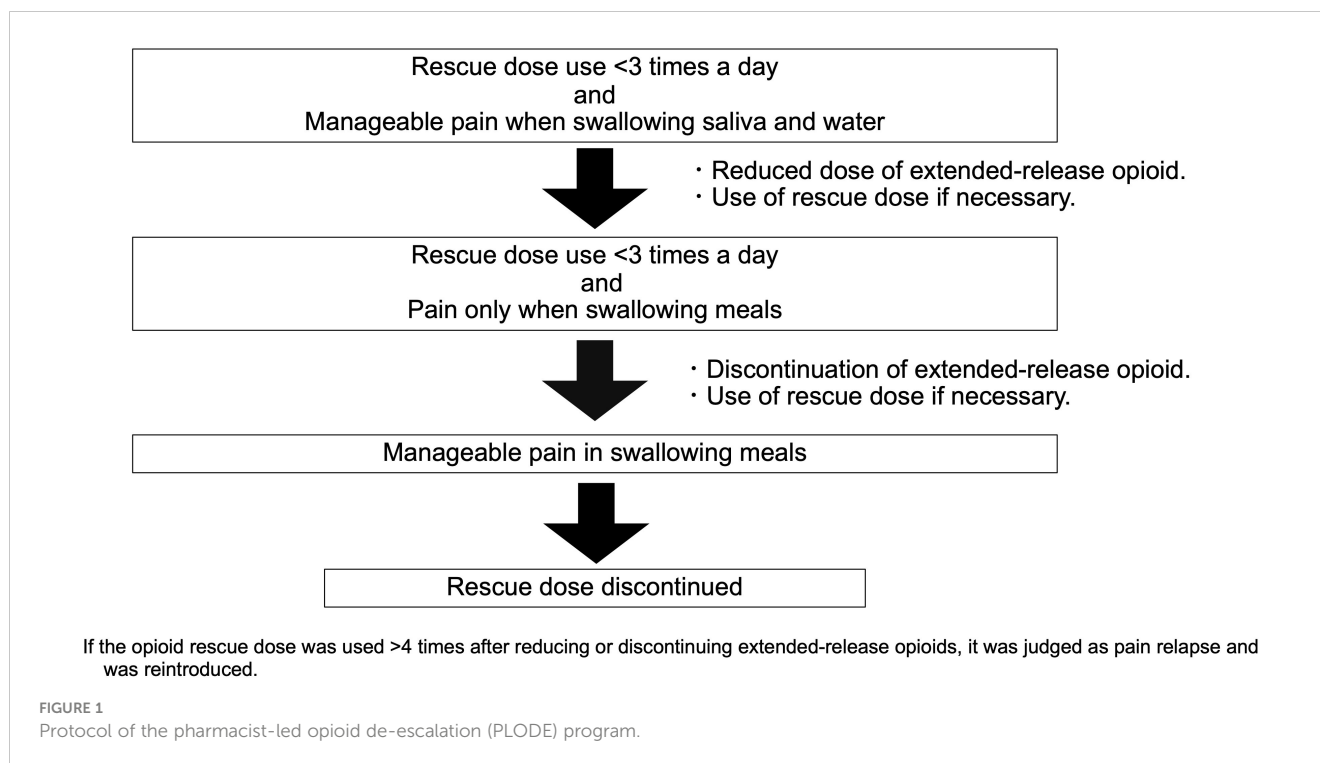 Rescue dose use <3 times a day
and
Manageable pain when swallowing saliva and water
・Reduced dose of extended-release opioid.
・Use of rescue dose if necessary.
Rescue dose use <3 times a day
and
Pain only when swallowing meals
・Discontinuation of extended-release opioid.
・Use of rescue dose if necessary.
Manageable pain in swallowing meals
Rescue dose discontinued
If the opioid rescue dose was used >4 times after reducing or discontinuing extended-release opioids, it was judged as pain relapse and
was reintroduced.
FIGURE 1
Protocol of the pharmacist-led opioid de-escalation (PLODE) program.